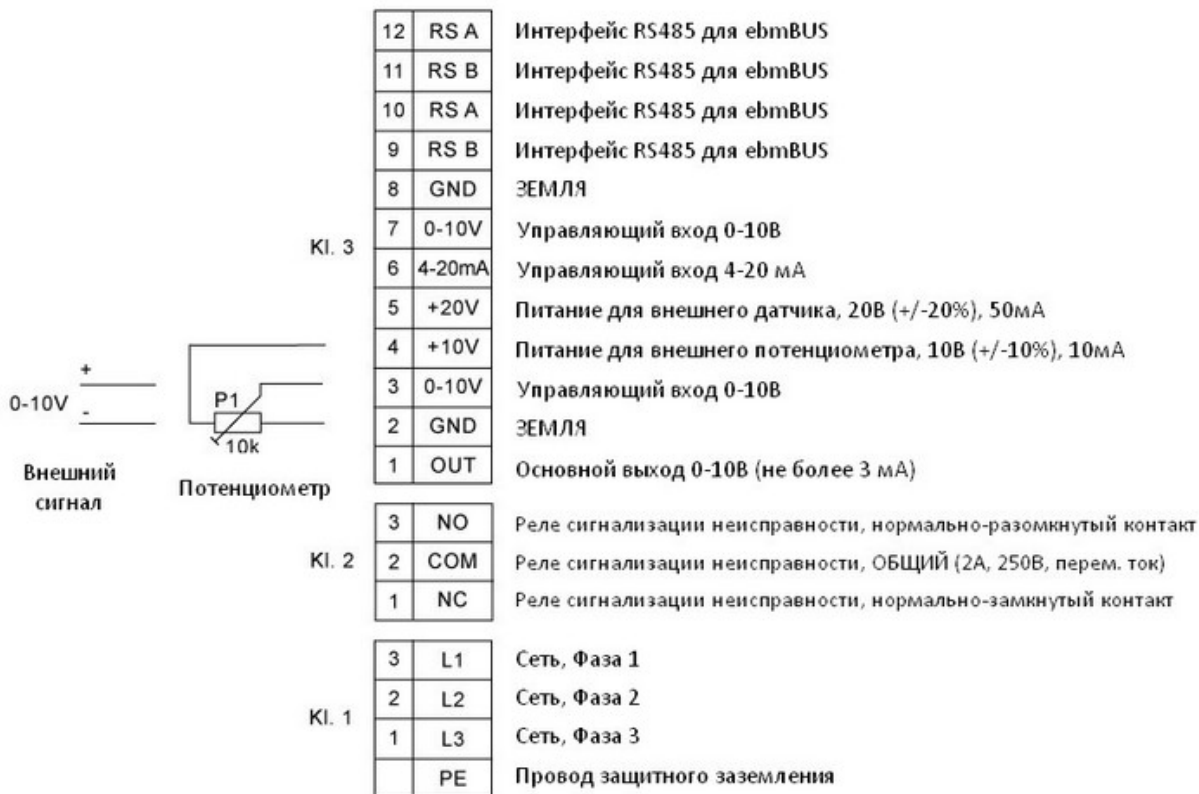 12 RS A Интерфейс RS485 для ebmBUS
11 RS B Интерфейс RS485 для ebmBUS
10 RS A Интерфейс RS485 для ebmBUS
9 RS B Интерфейс RS485 для ebmBUS
8 GND ЗЕМЛЯ
Kl. 3
7 0-10V Управляющий вход 0-10В
6 4-20mA Управляющий вход 4-20 мА
5 +20V Питание для внешнего датчика, 20В (+/-20%), 50мА
4 +10V Питание для внешнего потенциометра, 10В (+/-10%), 10мА
3 0-10V Управляющий вход 0-10В
2 GND ЗЕМЛЯ
1 OUT Основной выход 0-10В (не более 3 мА)
+
0-10V
-
Внешний
сигнал
P1
10k
Потенциометр
Kl. 2
3 NO Реле сигнализации неисправности, нормально-разомкнутый контакт
2 COM Реле сигнализации неисправности, ОБЩИЙ (2А, 250В, перем. ток)
1 NC Реле сигнализации неисправности, нормально-замкнутый контакт
Kl. 1
3 L1 Сеть, Фаза 1
2 L2 Сеть, Фаза 2
1 L3 Сеть, Фаза 3
PE Провод защитного заземления